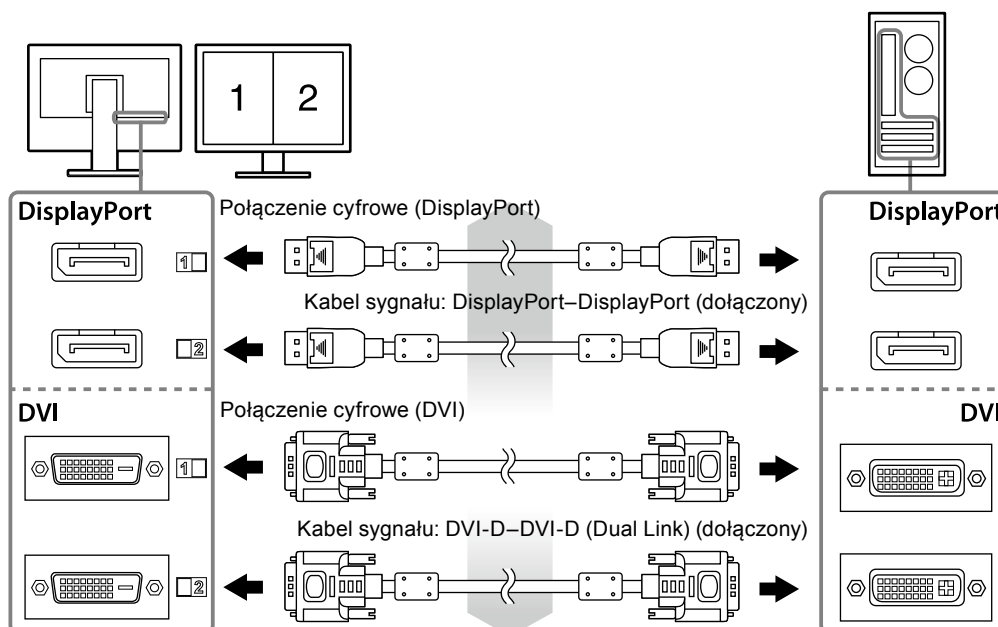 1 2
DisplayPort
Połączenie cyfrowe (DisplayPort)
DisplayPort
1
Kabel sygnału: DisplayPort–DisplayPort (dołączony)
2
DVI
Połączenie cyfrowe (DVI)
DVI
1
Kabel sygnału: DVI-D–DVI-D (Dual Link) (dołączony)
2